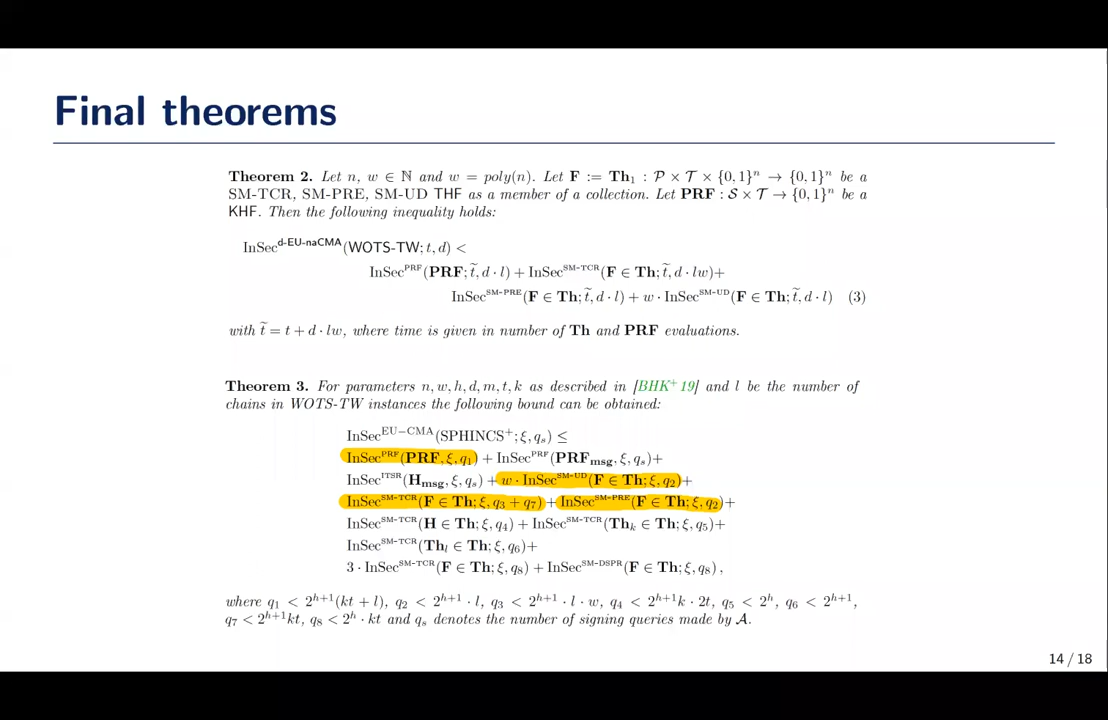 Final theorems
Theorem 2. Let n, w ∈ ℕ and w = poly(n). Let F := Th₁ : 𝒫 × 𝒯 × {0,1}ⁿ → {0,1}ⁿ be a
SM-TCR, SM-PRE, SM-UD THF as a member of a collection. Let PRF : 𝒮 × 𝒯 → {0,1}ⁿ be a
KHF. Then the following inequality holds:
InSec^d-EU-naCMA(WOTS-TW; t, d) <
InSec^PRF(PRF; t̃, d · l) + InSec^SM-TCR(F ∈ Th; t̃, d · lw)+
InSec^SM-PRE(F ∈ Th; t̃, d · l) + w · InSec^SM-UD(F ∈ Th; t̃, d · l) (3)
with t̃ = t + d · lw, where time is given in number of Th and PRF evaluations.
Theorem 3. For parameters n, w, h, d, m, t, k as described in [BHK⁺19] and l be the number of
chains in WOTS-TW instances the following bound can be obtained:
InSec^EU−CMA(SPHINCS⁺; ξ, q_s) ≤
InSec^PRF(PRF, ξ, q₁) + InSec^PRF(PRF_msg, ξ, q_s)+
InSec^ITSR(H_msg, ξ, q_s) + w · InSec^SM-UD(F ∈ Th; ξ, q₂)+
InSec^SM-TCR(F ∈ Th; ξ, q₃ + q₇) + InSec^SM-PRE(F ∈ Th; ξ, q₂)+
InSec^SM-TCR(H ∈ Th; ξ, q₄) + InSec^SM-TCR(Th_k ∈ Th; ξ, q₅)+
InSec^SM-TCR(Th_l ∈ Th; ξ, q₆)+
3 · InSec^SM-TCR(F ∈ Th; ξ, q₈) + InSec^SM-DSPR(F ∈ Th; ξ, q₈) ,
where q₁ < 2^{h+1}(kt + l), q₂ < 2^{h+1} · l, q₃ < 2^{h+1} · l · w, q₄ < 2^{h+1}k · 2t, q₅ < 2^h, q₆ < 2^{h+1},
q₇ < 2^{h+1}kt, q₈ < 2^h · kt and q_s denotes the number of signing queries made by 𝒜.
14 / 18